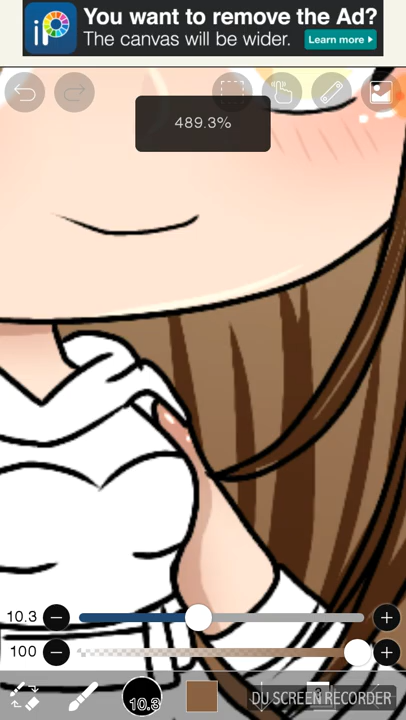 iP
You want to remove the Ad?
The canvas will be wider.
Learn more
489.3%
10.3
100
10.3
DU SCREEN RECORDER